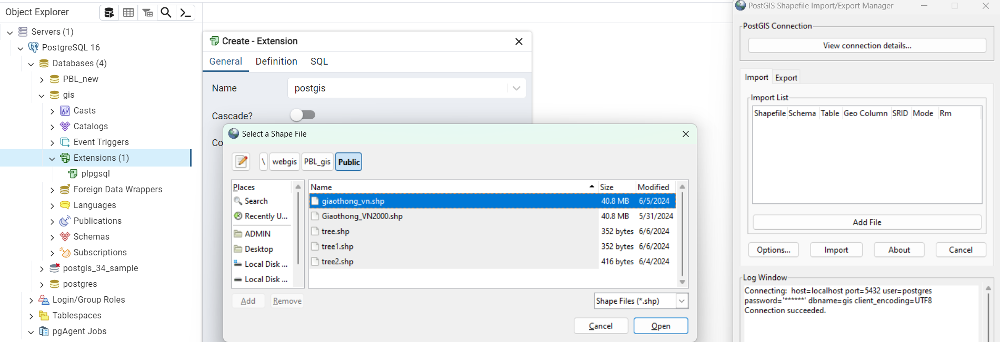 Object Explorer
Servers (1)
PostgreSQL 16
Databases (4)
PBL_new
gis
Casts
Catalogs
Event Triggers
Extensions (1)
plpgsql
Foreign Data Wrappers
Languages
Publications
Schemas
Subscriptions
postgis_34_sample
postgres
Login/Group Roles
Tablespaces
pgAgent Jobs
Create - Extension
General Definition SQL
Name postgis
Cascade?
Co
Select a Shape File
\ webgis PBL_gis Public
Places
Search
Recently U...
ADMIN
Desktop
Local Disk ...
Local Disk ...
Name Size Modified
giaothong_vn.shp 40.8 MB 6/5/2024
Giaothong_VN2000.shp 40.8 MB 5/31/2024
tree.shp 352 bytes 6/6/2024
tree1.shp 352 bytes 6/6/2024
tree2.shp 416 bytes 6/4/2024
Add Remove
Shape Files (*.shp)
Cancel Open
PostGIS Shapefile Import/Export Manager
PostGIS Connection
View connection details...
Import Export
Import List
Shapefile Schema Table Geo Column SRID Mode Rm
Add File
Options... Import About Cancel
Log Window
Connecting: host=localhost port=5432 user=postgres
password='******' dbname=gis client_encoding=UTF8
Connection succeeded.